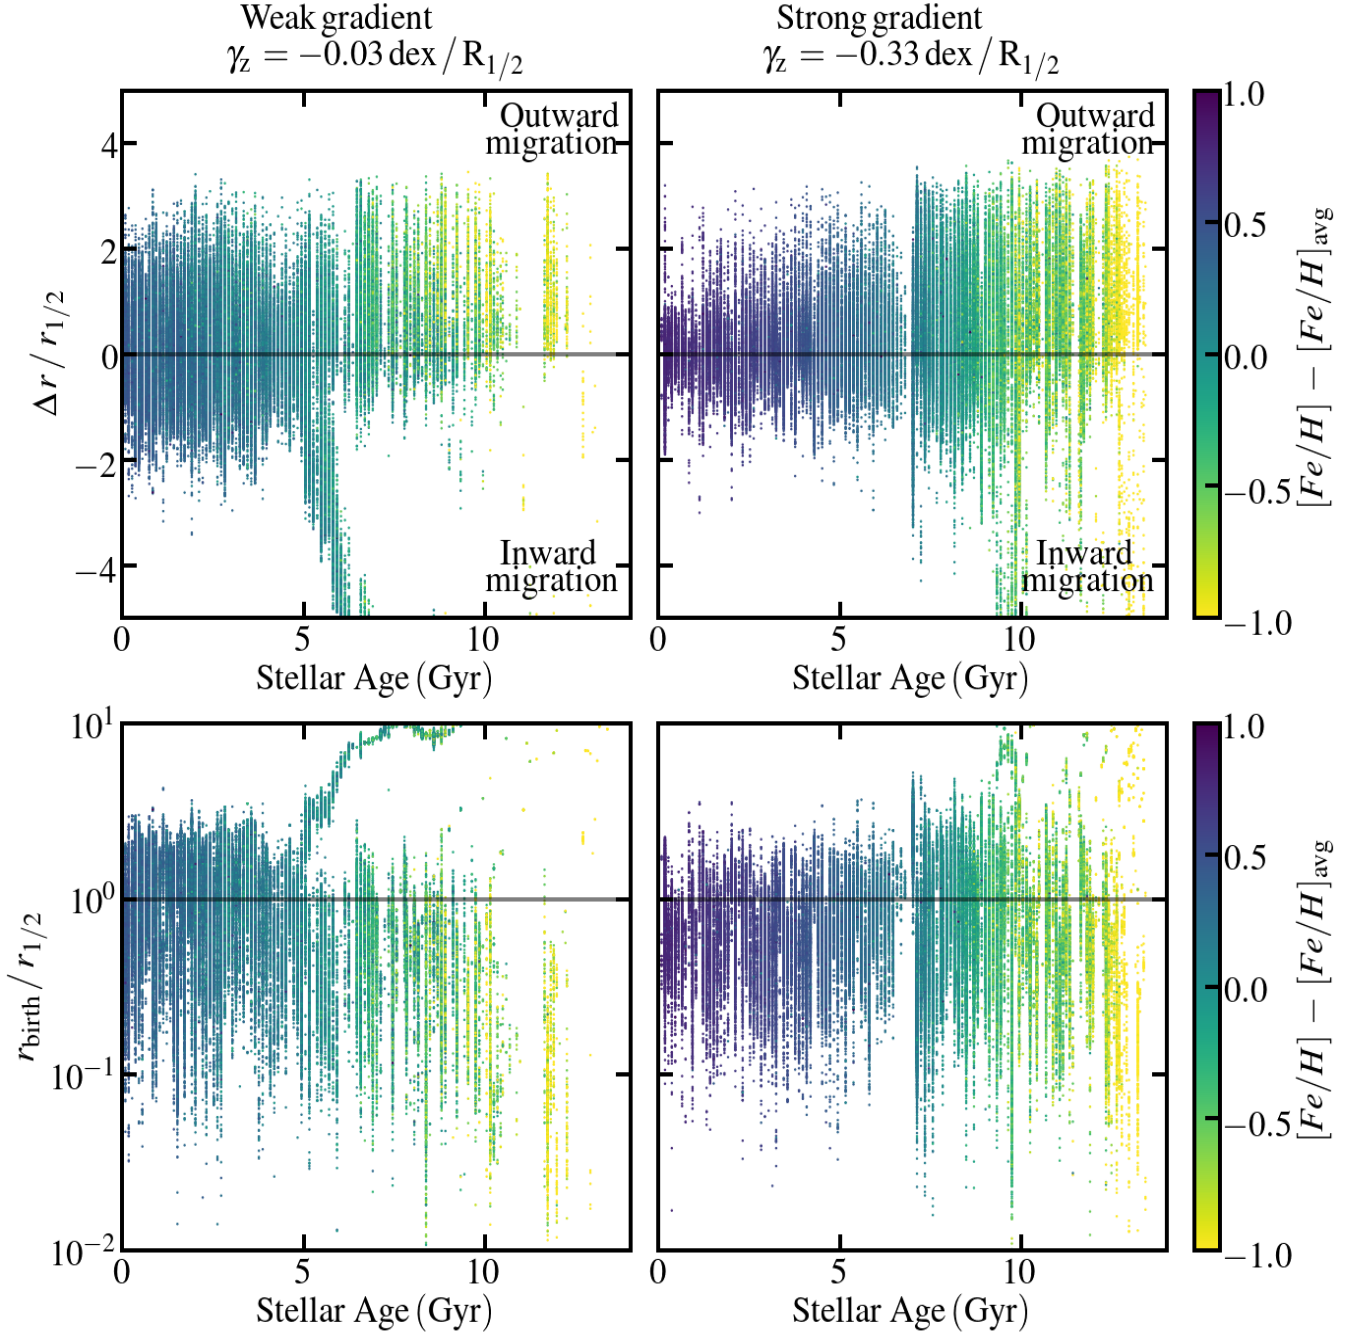 Weak gradient
γz = −0.03 dex / R1/2
Strong gradient
γz = −0.33 dex / R1/2
Outward
migration
Inward
migration
4
2
0
−2
−4
Δr / r1/2
0
5
10
Stellar Age (Gyr)
Outward
migration
Inward
migration
0
5
10
Stellar Age (Gyr)
1.0
0.5
0.0
−0.5
−1.0
[Fe/H] − [Fe/H]avg
10^1
10^0
10^−1
10^−2
rbirth / r1/2
0
5
10
Stellar Age (Gyr)
0
5
10
Stellar Age (Gyr)
1.0
0.5
0.0
−0.5
−1.0
[Fe/H] − [Fe/H]avg